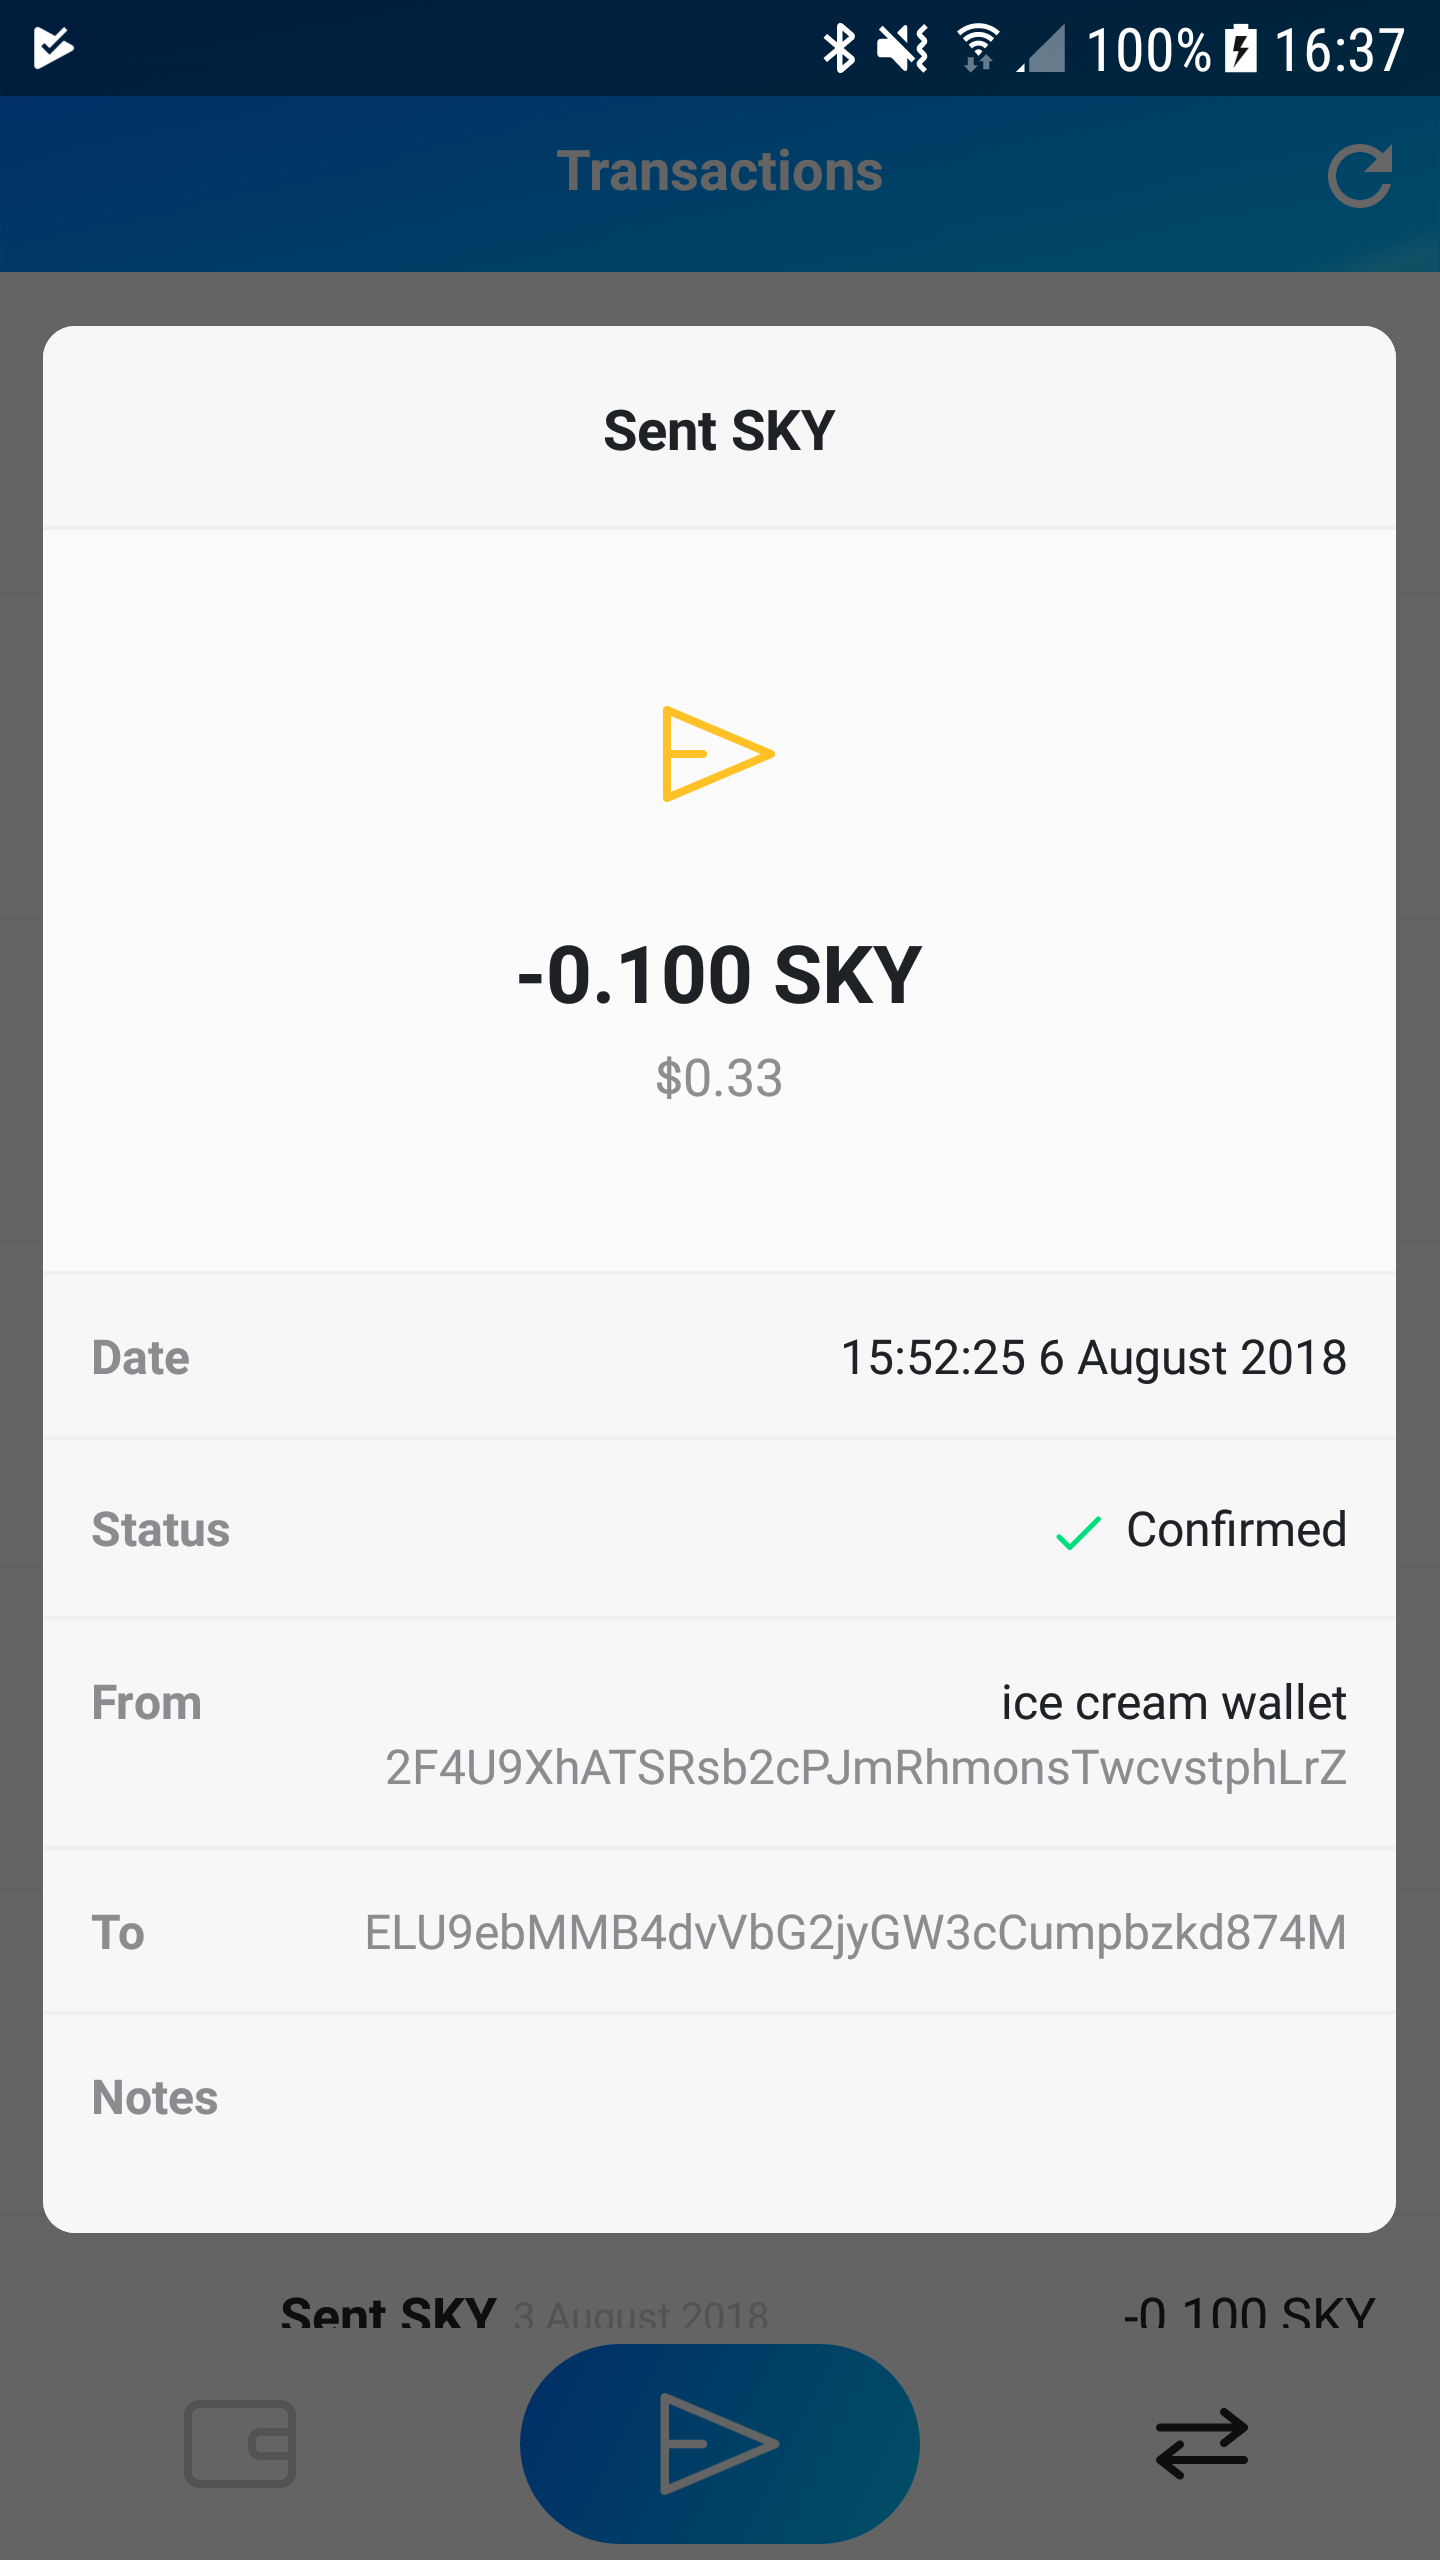 100% 16:37
Transactions
Sent SKY
-0.100 SKY
$0.33
Date 15:52:25 6 August 2018
Status Confirmed
From ice cream wallet
2F4U9XhATSRsb2cPJmRhmonsTwcvstphLrZ
To ELU9ebMMB4dvVbG2jyGW3cCumpbzkd874M
Notes
Sent SKY 3 August 2018 -0.100 SKY